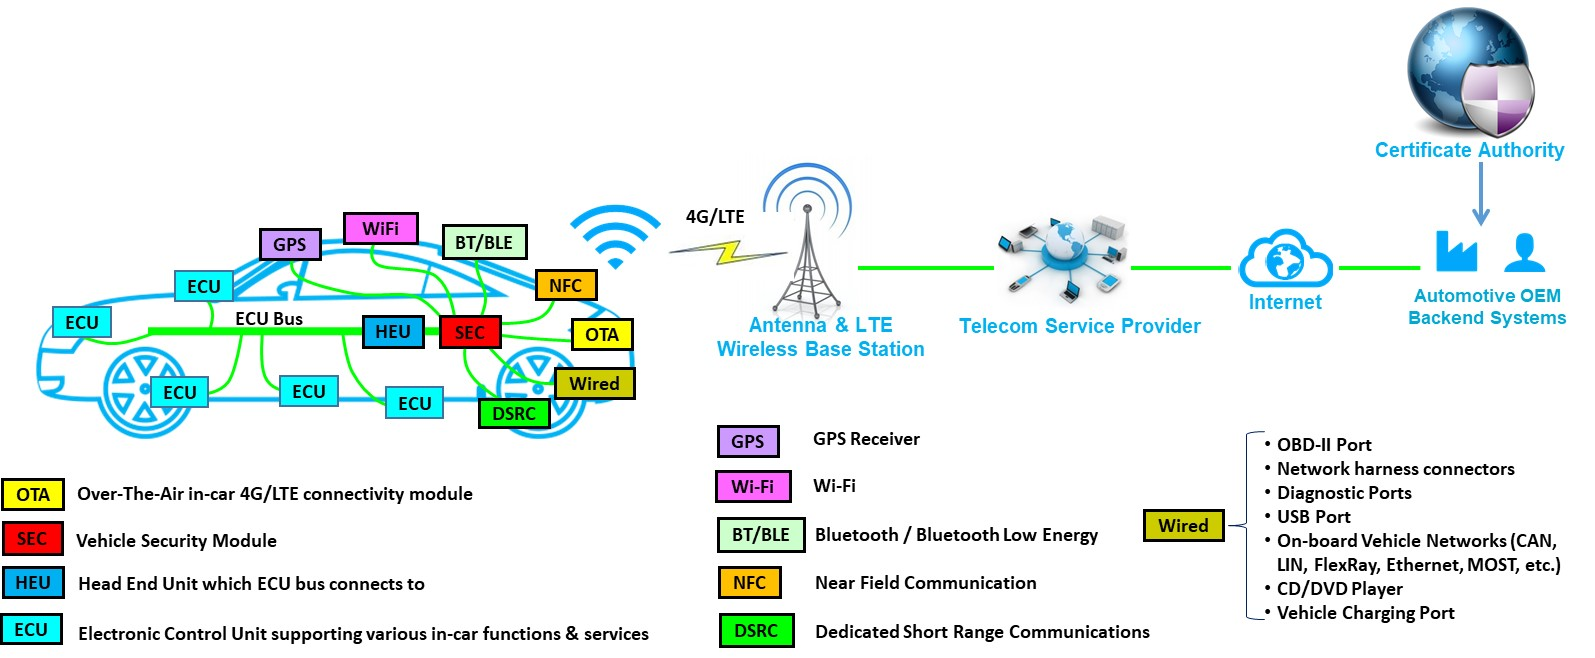 Certificate Authority
4G/LTE
WiFi
GPS
BT/BLE
NFC
ECU
ECU
ECU Bus
HEU
SEC
OTA
ECU
ECU
ECU
Wired
DSRC
Antenna & LTE
Wireless Base Station
Telecom Service Provider
Internet
Automotive OEM
Backend Systems
OTA Over-The-Air in-car 4G/LTE connectivity module
SEC Vehicle Security Module
HEU Head End Unit which ECU bus connects to
ECU Electronic Control Unit supporting various in-car functions & services
GPS GPS Receiver
Wi-Fi Wi-Fi
BT/BLE Bluetooth / Bluetooth Low Energy
NFC Near Field Communication
DSRC Dedicated Short Range Communications
Wired
• OBD-II Port
• Network harness connectors
• Diagnostic Ports
• USB Port
• On-board Vehicle Networks (CAN,
LIN, FlexRay, Ethernet, MOST, etc.)
• CD/DVD Player
• Vehicle Charging Port